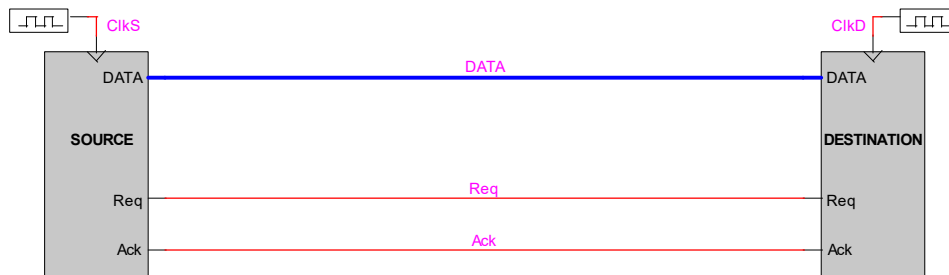 ClkS
ClkD
DATA
DATA
DATA
SOURCE
DESTINATION
Req
Req
Req
Ack
Ack
Ack